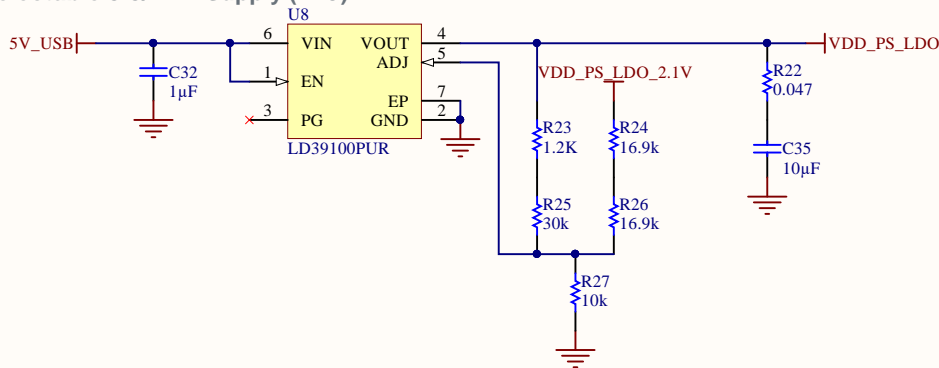 U8
5V_USB
6
VIN
VOUT
4
VDD_PS_LDO
ADJ
5
C32
1µF
1
EN
VDD_PS_LDO_2.1V
R22
0.047
EP
7
3
PG
GND
2
LD39100PUR
R23
1.2K
R24
16.9k
C35
10µF
R25
30k
R26
16.9k
R27
10k